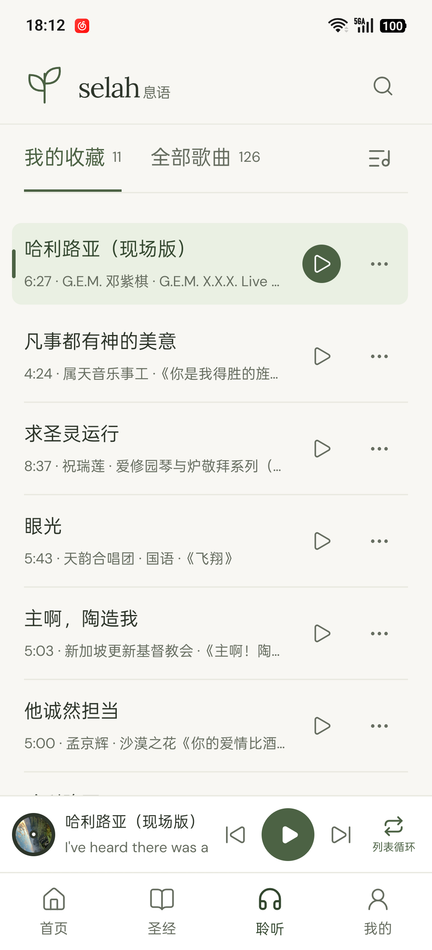 18:12
5GA
100
selah 息语
我的收藏 11 全部歌曲 126
哈利路亚（现场版）
6:27 · G.E.M. 邓紫棋 · G.E.M. X.X.X. Live ...
凡事都有神的美意
4:24 · 属天音乐事工 ·《你是我得胜的旌...
求圣灵运行
8:37 · 祝瑞莲 · 爱修园琴与炉敬拜系列（...
眼光
5:43 · 天韵合唱团 · 国语 ·《飞翔》
主啊，陶造我
5:03 · 新加坡更新基督教会 ·《主啊！陶...
他诚然担当
5:00 · 孟京辉 · 沙漠之花《你的爱情比酒...
哈利路亚（现场版）
I've heard there was a
列表循环
首页 圣经 聆听 我的